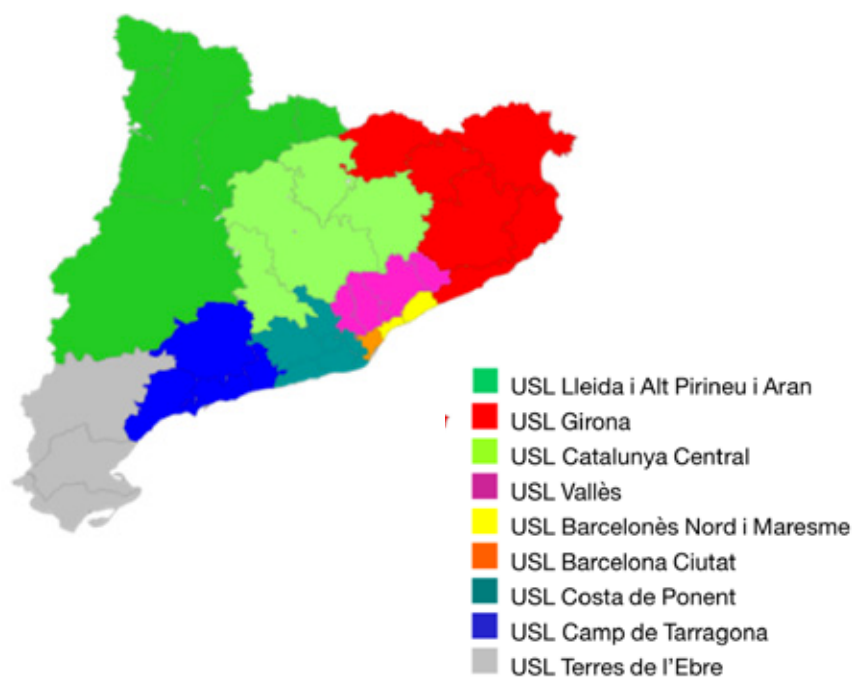 USL Lleida i Alt Pirineu i Aran
USL Girona
USL Catalunya Central
USL Vallès
USL Barcelonès Nord i Maresme
USL Barcelona Ciutat
USL Costa de Ponent
USL Camp de Tarragona
USL Terres de l'Ebre